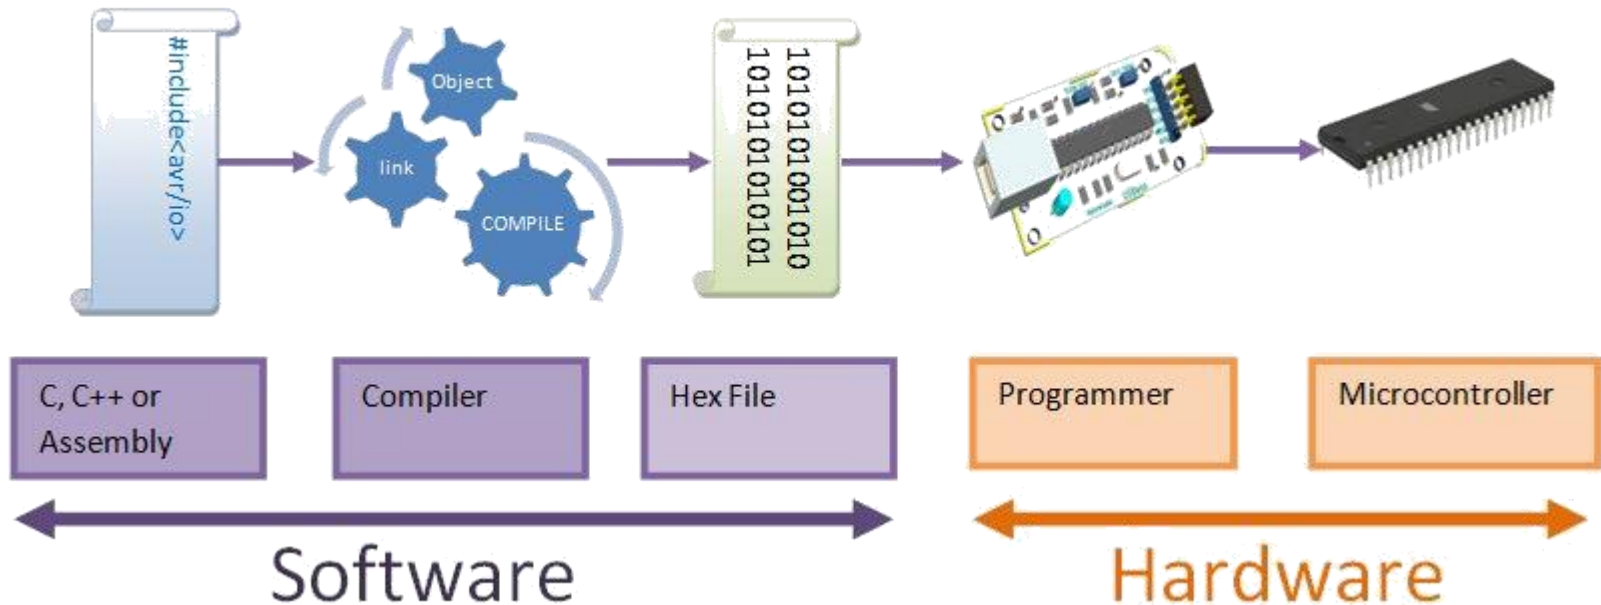 #include<avr/io>
Object
link
COMPILE
1010101001010
1010101010101
C, C++ or
Assembly
Compiler
Hex File
Programmer
Microcontroller
Software
Hardware